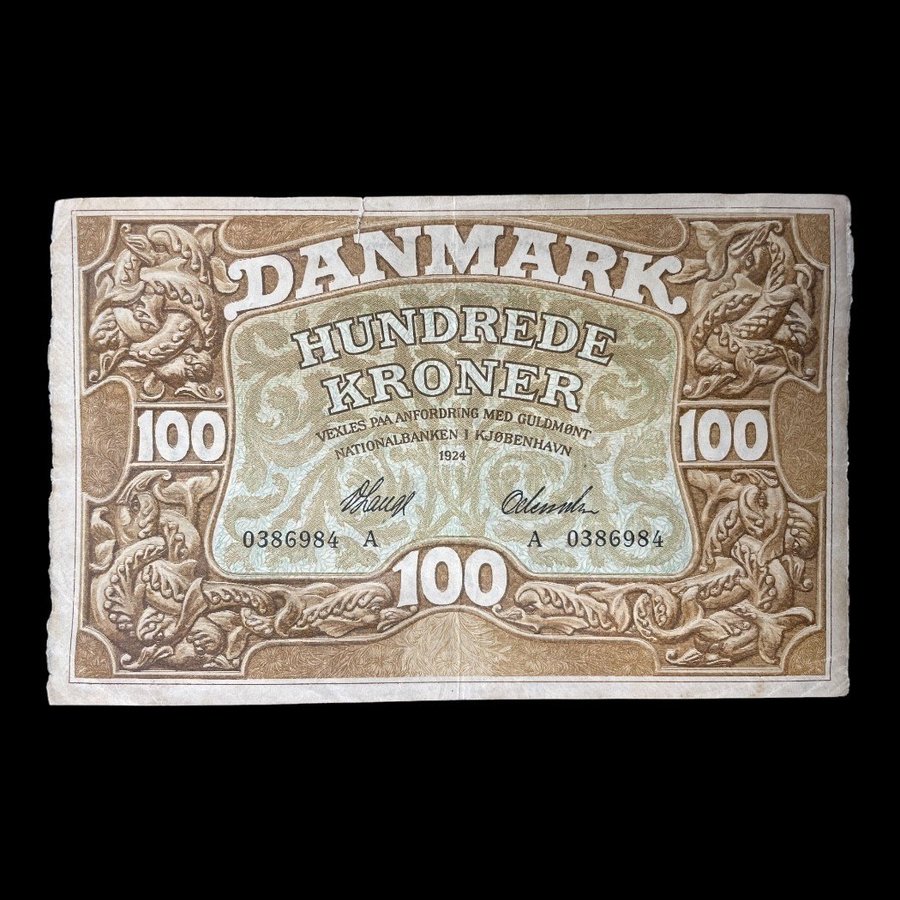 DANMARK
HUNDREDE
KRONER
100 100
VEXLES PAA ANFORDRING MED GULDMØNT
NATIONALBANKEN I KJØBENHAVN
1924
0386984 A A 0386984
100